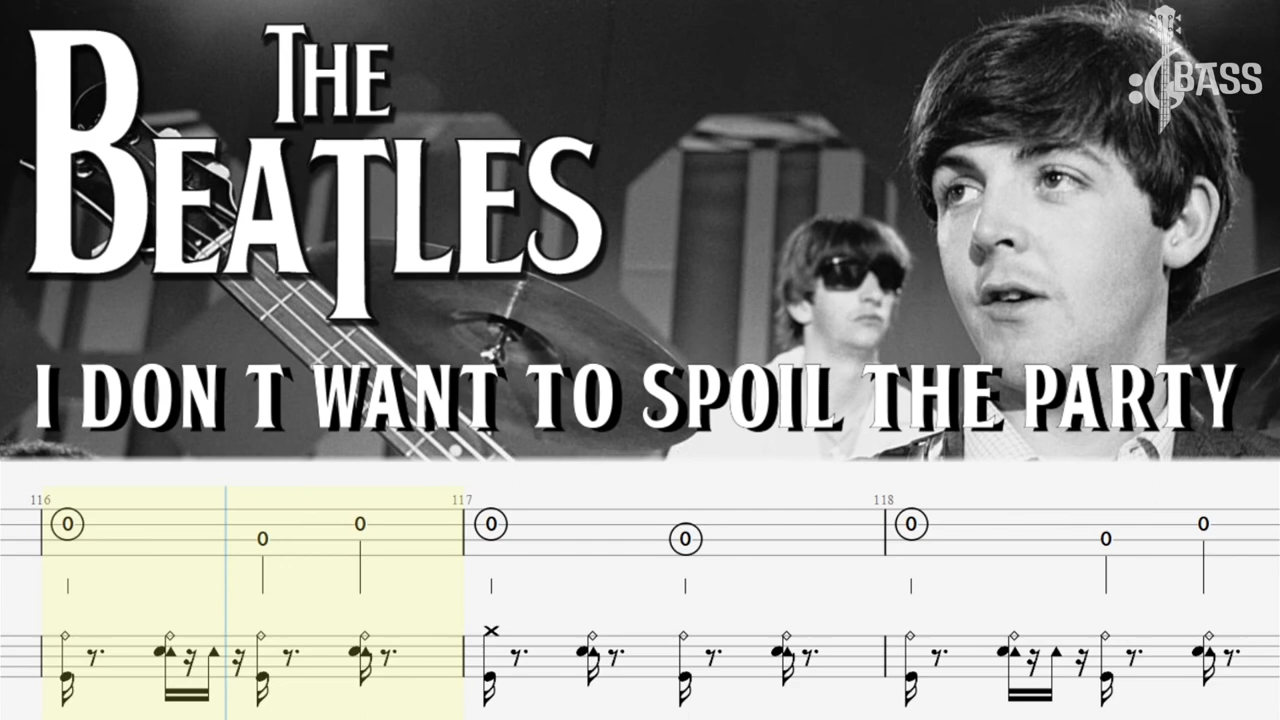 THE
BEATLES
BASS
I DON T WANT TO SPOIL THE PARTY
116 117 118
0 0 0 0 0 0 0 0